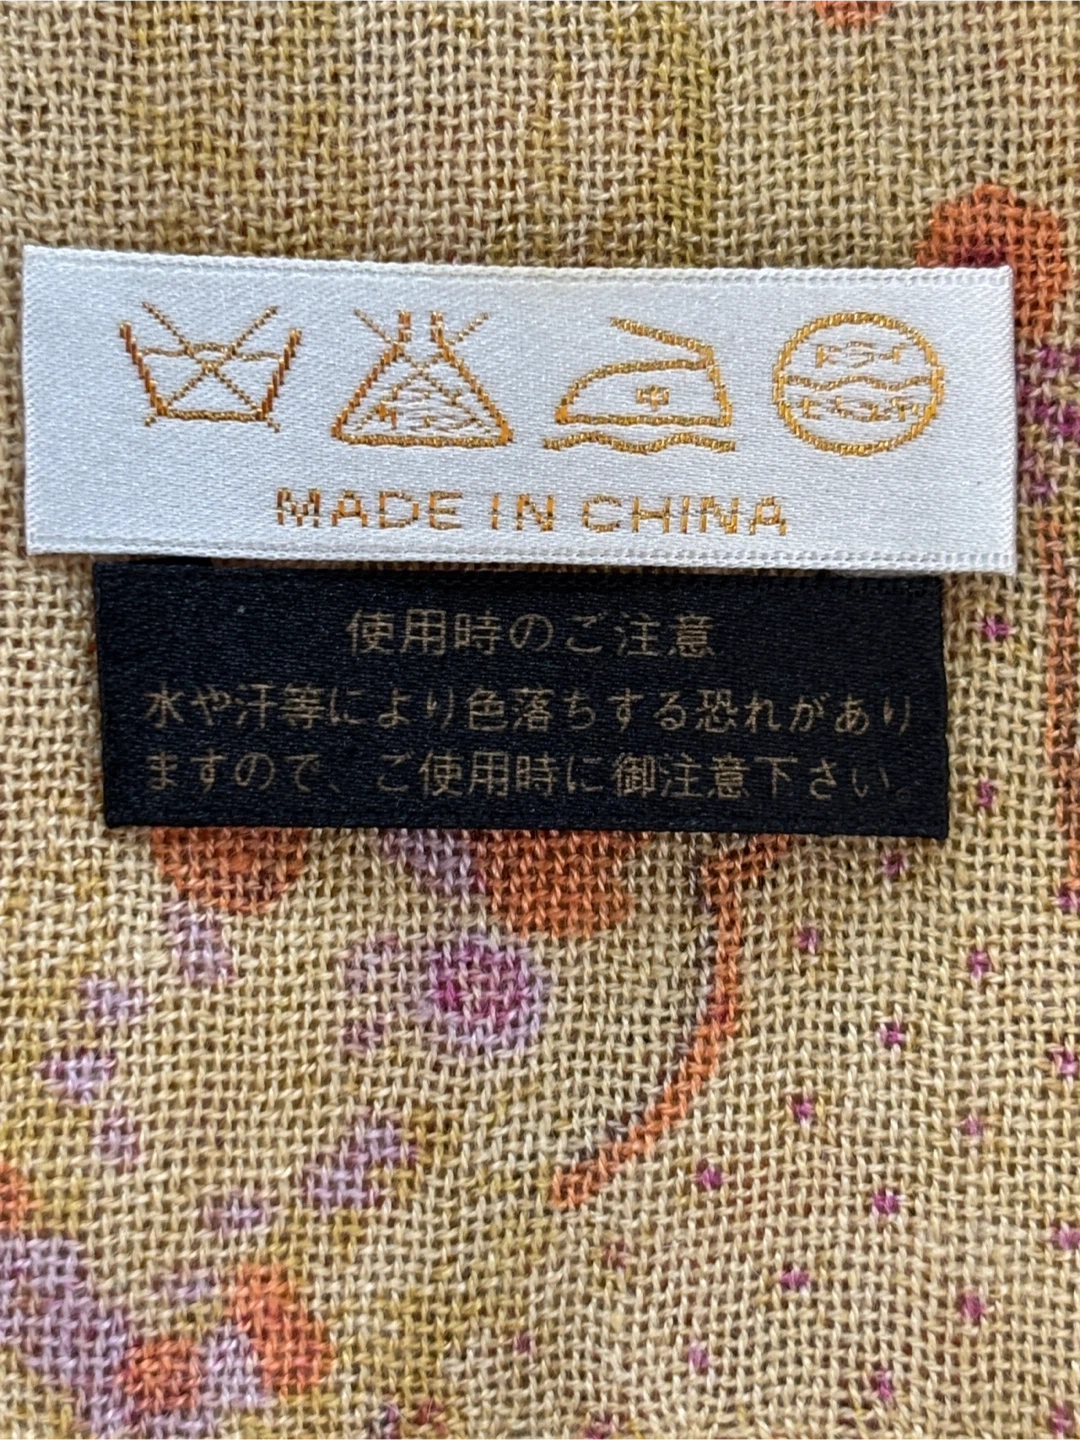 中
MADE IN CHINA
使用時のご注意
水や汗等により色落ちする恐れがあり
ますので、ご使用時に御注意下さい。